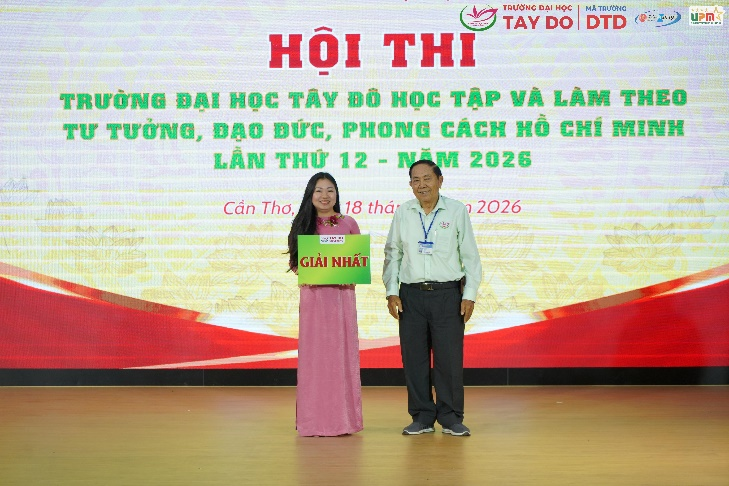 TRƯỜNG ĐẠI HỌC
TAY DO
MÃ TRƯỜNG
DTD
UPM
HỘI THI
TRƯỜNG ĐẠI HỌC TÂY ĐÔ HỌC TẬP VÀ LÀM THEO
TƯ TƯỞNG, ĐẠO ĐỨC, PHONG CÁCH HỒ CHÍ MINH
LẦN THỨ 12 - NĂM 2026
Cần Thơ, 18 thán 2026
GIẢI NHẤT